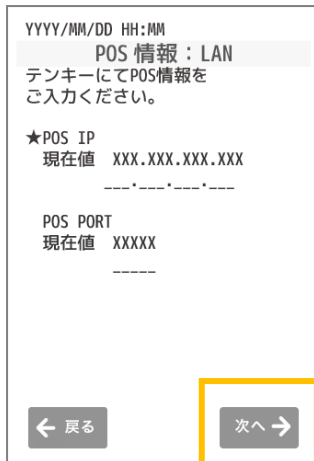 YYYY/MM/DD HH:MM
POS 情報：LAN
テンキーにてPOS情報を
ご入力ください。
★POS IP
現在値 XXX.XXX.XXX.XXX
___.___.___.___
POS PORT
現在値 XXXXX
_____
← 戻る
次へ →